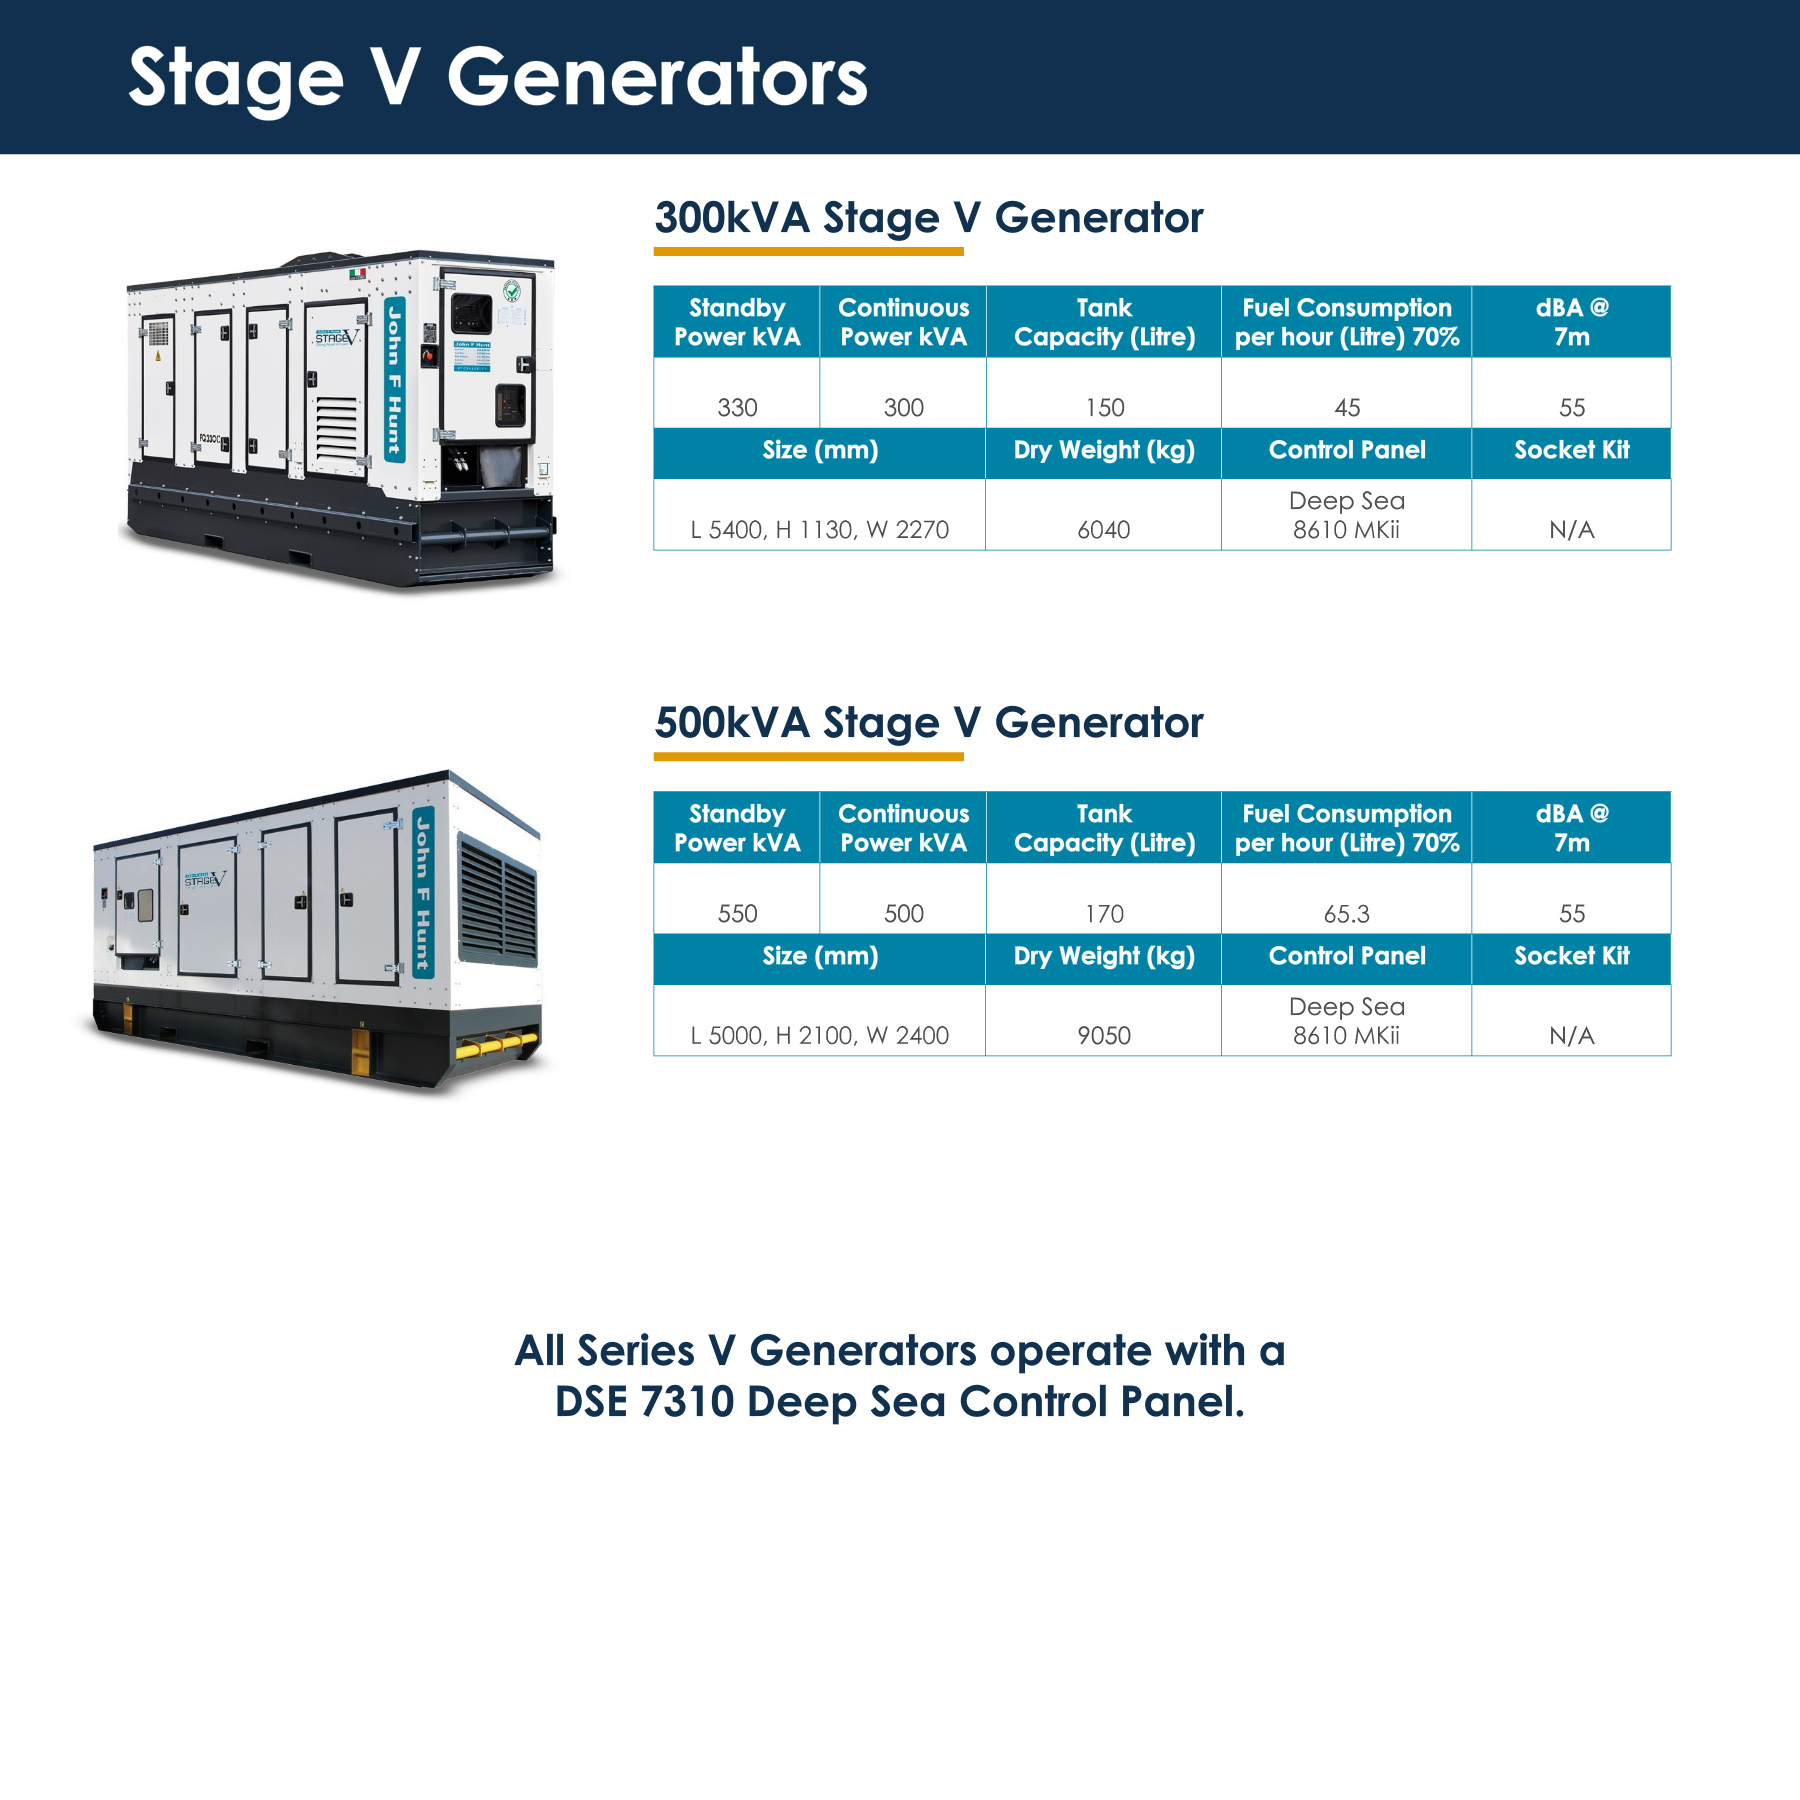 Stage V Generators
300kVA Stage V Generator
Standby Power kVA | Continuous Power kVA | Tank Capacity (Litre) | Fuel Consumption per hour (Litre) 70% | dBA @ 7m
330 | 300 | 150 | 45 | 55
Size (mm) | Dry Weight (kg) | Control Panel | Socket Kit
L 5400, H 1130, W 2270 | 6040 | Deep Sea 8610 MKii | N/A
John F Hunt
STAGE V
John F Hunt
500kVA Stage V Generator
Standby Power kVA | Continuous Power kVA | Tank Capacity (Litre) | Fuel Consumption per hour (Litre) 70% | dBA @ 7m
550 | 500 | 170 | 65.3 | 55
Size (mm) | Dry Weight (kg) | Control Panel | Socket Kit
L 5000, H 2100, W 2400 | 9050 | Deep Sea 8610 MKii | N/A
STAGE V
John F Hunt
All Series V Generators operate with a
DSE 7310 Deep Sea Control Panel.